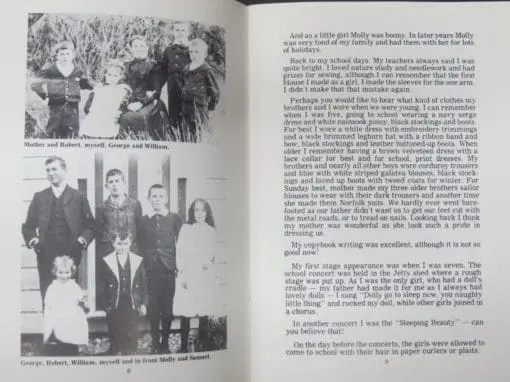 Mother and Robert, myself, George and William.
George, Robert, William, myself and in front Molly and Samuel.
8
And as a little girl Molly was bonny. In later years Molly
was very fond of my family and had them with her for lots
of holidays.
Back to my school days. My teachers always said I was
quite bright. I loved nature study and needlework and had
prizes for sewing, although I can remember that the first
blouse I made as a girl, I made the sleeves for the one arm.
I didn't make that mistake again.
Perhaps you would like to hear what kind of clothes my
brothers and I wore when we were young. I can remember
when I was five, going to school wearing a navy serge
dress and white nainsook pinny, black stockings and boots.
For best I wore a white dress with embroidery trimmings
and a wide brimmed leghorn hat with a ribbon band and
bow, black stockings and leather buttoned-up boots. When
older I remember having a brown velveteen dress with a
lace collar for best and for school, print dresses. My
brothers and nearly all other boys wore corduroy trousers
and blue with white striped galatea blouses, black stock-
ings and laced up boots with tweed coats for winter. For
Sunday best, mother made my three older brothers sailor
blouses to wear with their dark trousers and another time
she made them Norfolk suits. We hardly ever went bare-
footed as our father didn't want us to get our feet cut with
the metal roads, or to tread on nails. Looking back I think
my mother was wonderful as she took such a pride in
dressing us.
My copybook writing was excellent, although it is not so
good now!
My first stage appearance was when I was seven. The
school concert was held in the Jetty shed where a rough
stage was put up. As I was the only girl, who had a doll's
cradle — my father had made it for me as I always had
lovely dolls — I sang "Dolly go to sleep now, you naughty
little thing" and rocked my doll, while other girls joined in
a chorus.
In another concert I was the "Sleeping Beauty" — can
you believe that!
On the day before the concerts, the girls were allowed to
come to school with their hair in paper curlers or plaits.
9